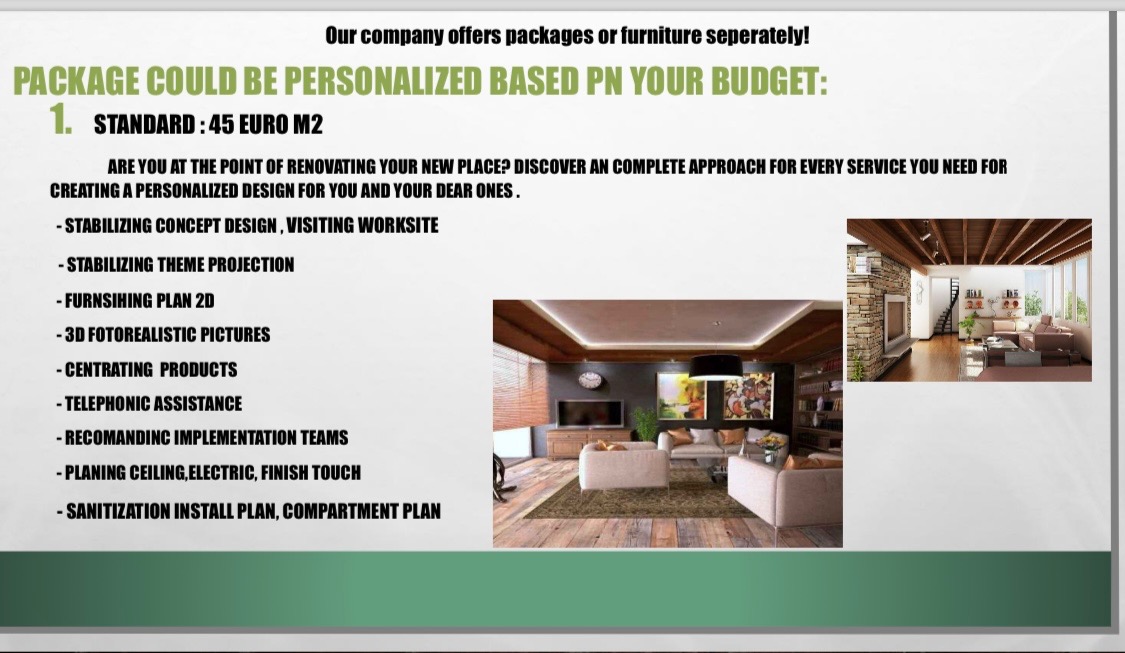 Our company offers packages or furniture seperately!
PACKAGE COULD BE PERSONALIZED BASED PN YOUR BUDGET:
1. STANDARD : 45 EURO M2
ARE YOU AT THE POINT OF RENOVATING YOUR NEW PLACE? DISCOVER AN COMPLETE APPROACH FOR EVERY SERVICE YOU NEED FOR
CREATING A PERSONALIZED DESIGN FOR YOU AND YOUR DEAR ONES .
- STABILIZING CONCEPT DESIGN , VISITING WORKSITE
- STABILIZING THEME PROJECTION
- FURNSIHING PLAN 2D
- 3D FOTOREALISTIC PICTURES
- CENTRATING PRODUCTS
- TELEPHONIC ASSISTANCE
- RECOMANDINC IMPLEMENTATION TEAMS
- PLANING CEILING,ELECTRIC, FINISH TOUCH
- SANITIZATION INSTALL PLAN, COMPARTMENT PLAN